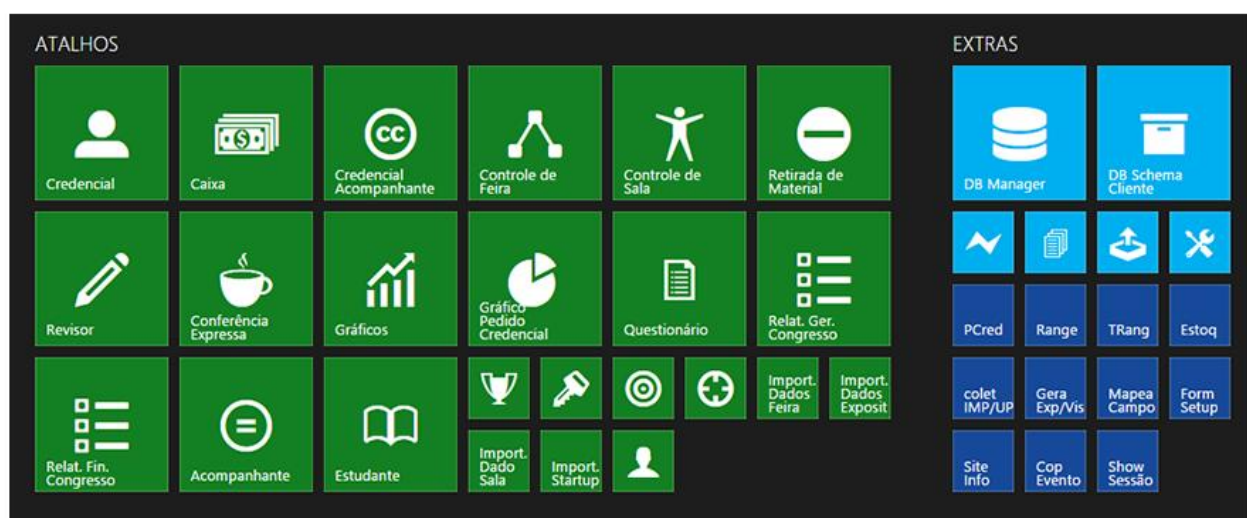 ATALHOS
Credencial
Caixa
CC
Credencial
Acompanhante
Controle de
Feira
Controle de
Sala
Retirada de
Material
Revisor
Conferência
Expressa
Gráficos
Gráfico
Pedido
Credencial
Questionário
Relat. Ger.
Congresso
Relat. Fin.
Congresso
Acompanhante
Estudante
Import.
Dados
Feira
Import.
Dados
Exposit
Import.
Dado
Sala
Import.
Startup
EXTRAS
DB Manager
DB Schema
Cliente
PCred
Range
TRang
Estoq
colet
IMP/UP
Gera
Exp/Vis
Mapea
Campo
Form
Setup
Site
Info
Cop
Evento
Show
Sessão